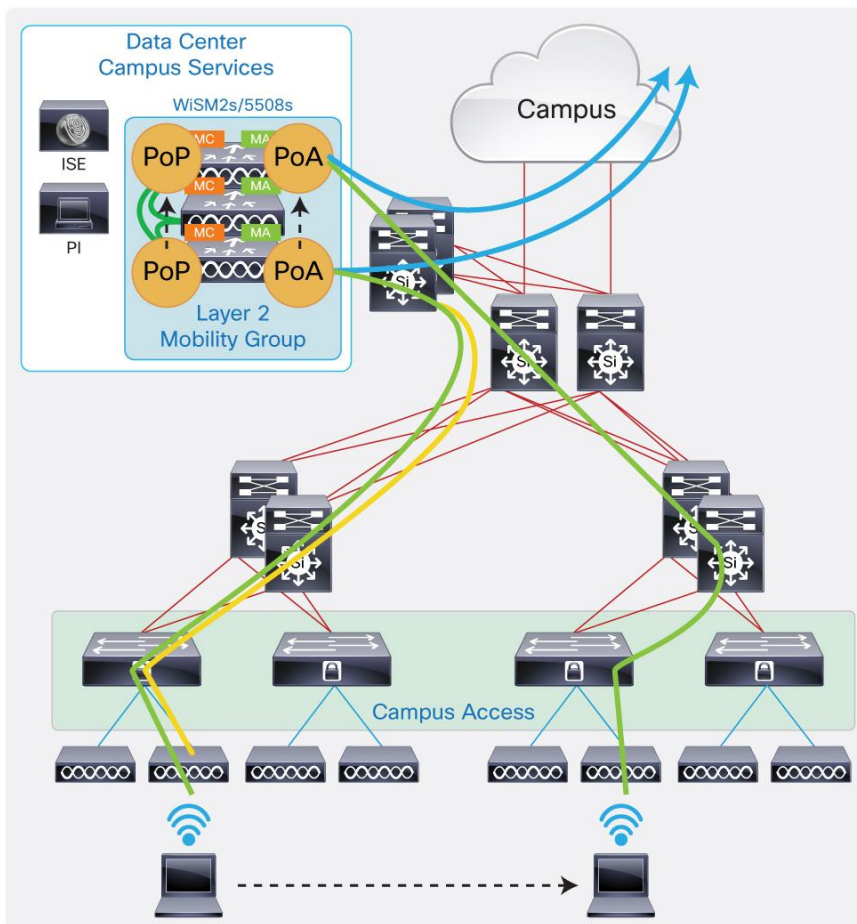 Data Center
Campus Services
WiSM2s/5508s
ISE
PI
PoP
MC
MA
PoA
MC
MA
PoP
MC
MA
PoA
Layer 2
Mobility Group
Campus
Si
Si
Si
Si
Si
Si
Si
Campus Access